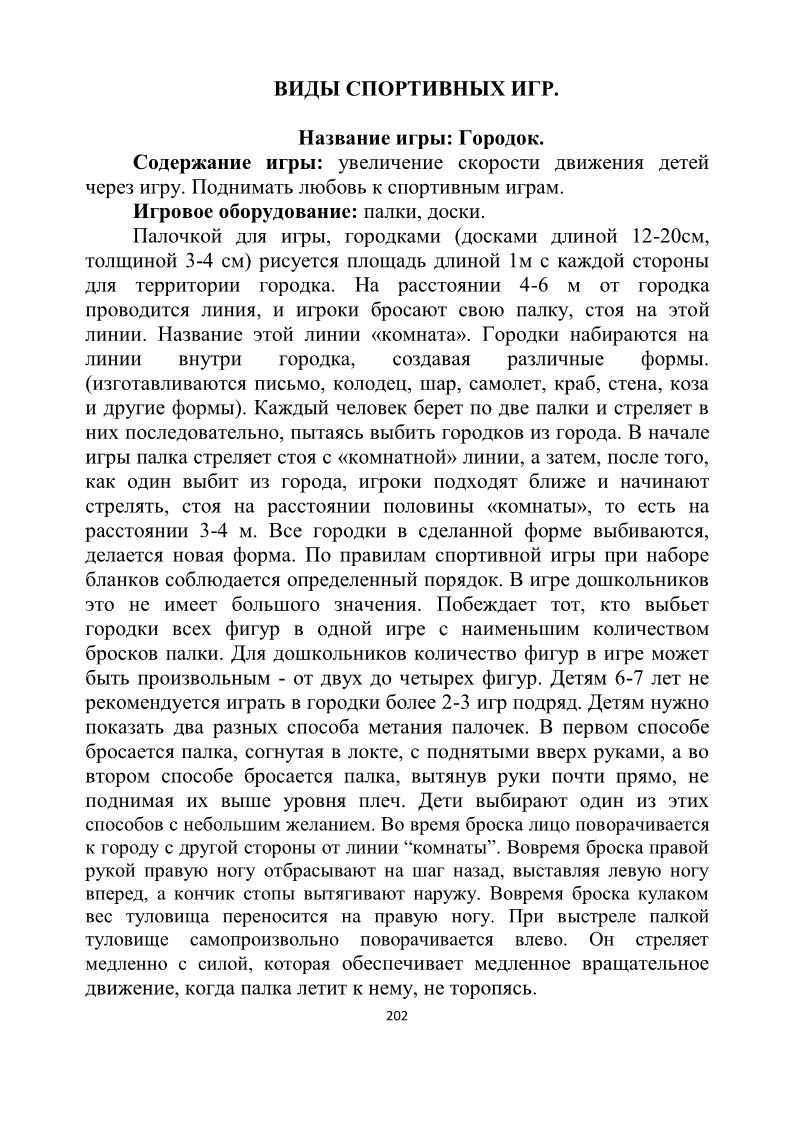 ВИДЫ СПОРТИВНЫХ ИГР.
Название игры: Городок.
Содержание игры: увеличение скорости движения детей
через игру. Поднимать любовь к спортивным играм.
Игровое оборудование: палки, доски.
Палочкой для игры, городками (досками длиной 12-20см,
толщиной 3-4 см) рисуется площадь длиной 1м с каждой стороны
для территории городка. На расстоянии 4-6 м от городка
проводится линия, и игроки бросают свою палку, стоя на этой
линии. Название этой линии «комната». Городки набираются на
линии внутри городка, создавая различные формы.
(изготавливаются письмо, колодец, шар, самолет, краб, стена, коза
и другие формы). Каждый человек берет по две палки и стреляет в
них последовательно, пытаясь выбить городков из города. В начале
игры палка стреляет стоя с «комнатной» линии, а затем, после того,
как один выбит из города, игроки подходят ближе и начинают
стрелять, стоя на расстоянии половины «комнаты», то есть на
расстоянии 3-4 м. Все городки в сделанной форме выбиваются,
делается новая форма. По правилам спортивной игры при наборе
бланков соблюдается определенный порядок. В игре дошкольников
это не имеет большого значения. Побеждает тот, кто выбьет
городки всех фигур в одной игре с наименьшим количеством
бросков палки. Для дошкольников количество фигур в игре может
быть произвольным - от двух до четырех фигур. Детям 6-7 лет не
рекомендуется играть в городки более 2-3 игр подряд. Детям нужно
показать два разных способа метания палочек. В первом способе
бросается палка, согнутая в локте, с поднятыми вверх руками, а во
втором способе бросается палка, вытянув руки почти прямо, не
поднимая их выше уровня плеч. Дети выбирают один из этих
способов с небольшим желанием. Во время броска лицо поворачивается
к городу с другой стороны от линии “комнаты”. Вовремя броска правой
рукой правую ногу отбрасывают на шаг назад, выставляя левую ногу
вперед, а кончик стопы вытягивают наружу. Вовремя броска кулаком
вес туловища переносится на правую ногу. При выстреле палкой
туловище самопроизвольно поворачивается влево. Он стреляет
медленно с силой, которая обеспечивает медленное вращательное
движение, когда палка летит к нему, не торопясь.
202